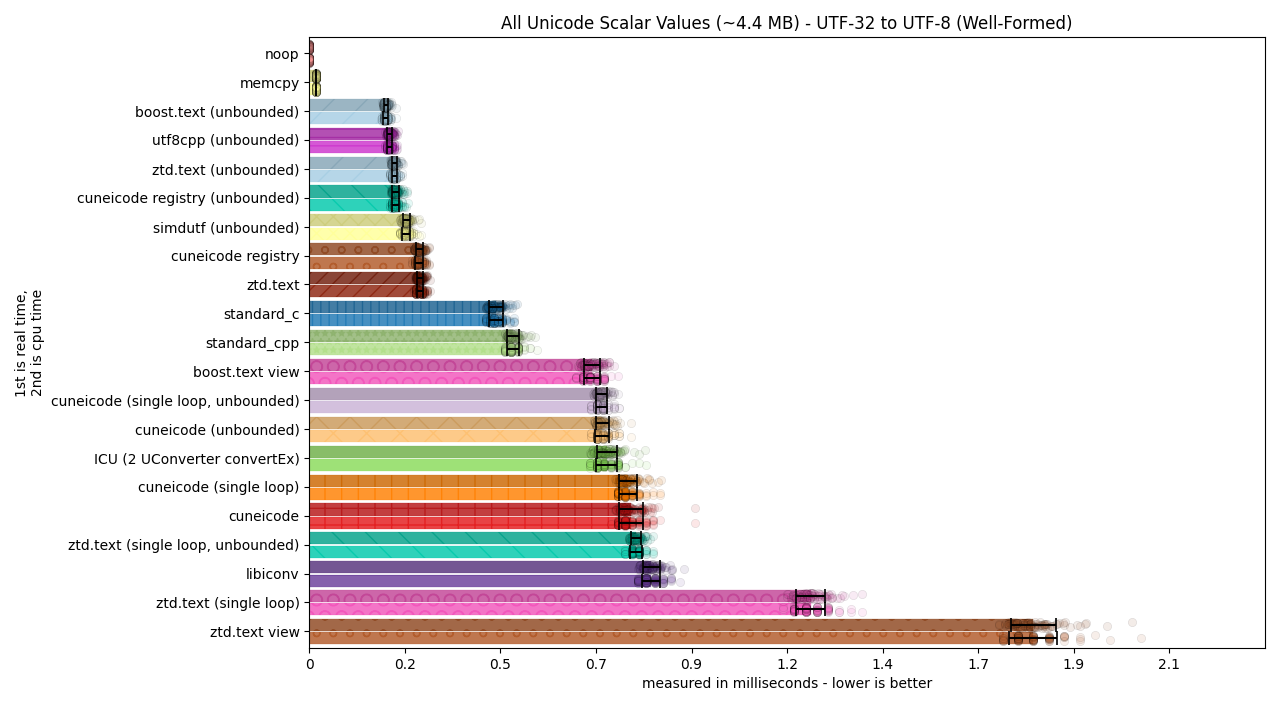 All Unicode Scalar Values (~4.4 MB) - UTF-32 to UTF-8 (Well-Formed)
1st is real time,
2nd is cpu time
noop
memcpy
boost.text (unbounded)
utf8cpp (unbounded)
ztd.text (unbounded)
cuneicode registry (unbounded)
simdutf (unbounded)
cuneicode registry
ztd.text
standard_c
standard_cpp
boost.text view
cuneicode (single loop, unbounded)
cuneicode (unbounded)
ICU (2 UConverter convertEx)
cuneicode (single loop)
cuneicode
ztd.text (single loop, unbounded)
libiconv
ztd.text (single loop)
ztd.text view
0 0.2 0.5 0.7 0.9 1.2 1.4 1.7 1.9 2.1
measured in milliseconds - lower is better